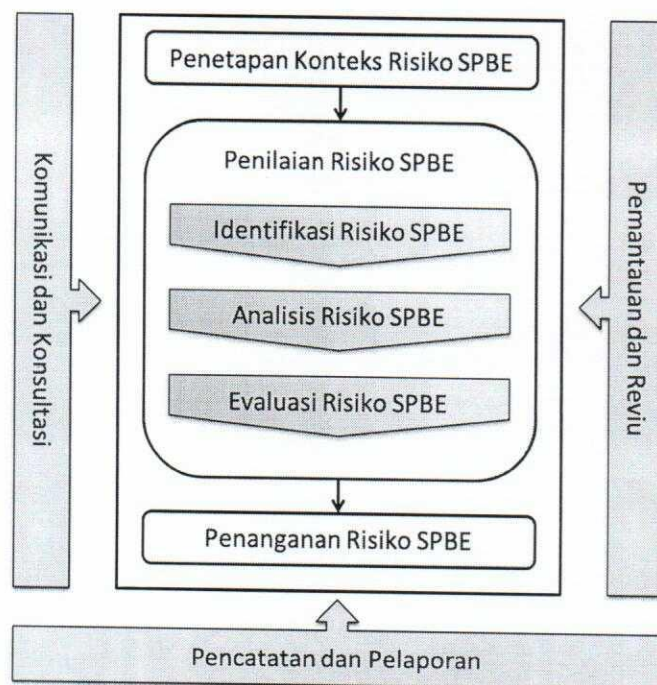 Penetapan Konteks Risiko SPBE
Penilaian Risiko SPBE
Identifikasi Risiko SPBE
Analisis Risiko SPBE
Evaluasi Risiko SPBE
Penanganan Risiko SPBE
Komunikasi dan Konsultasi
Pemantauan dan Reviu
Pencatatan dan Pelaporan